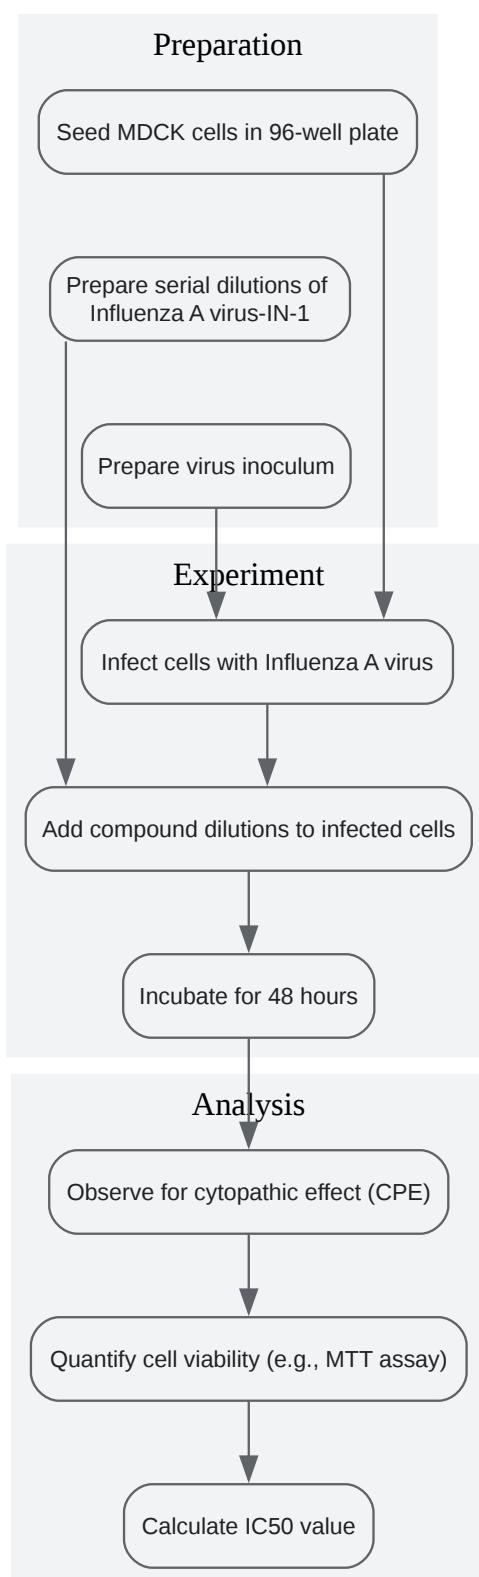 Preparation
Seed MDCK cells in 96-well plate
Prepare serial dilutions of
Influenza A virus-IN-1
Prepare virus inoculum
Experiment
Infect cells with Influenza A virus
Add compound dilutions to infected cells
Incubate for 48 hours
Analysis
Observe for cytopathic effect (CPE)
Quantify cell viability (e.g., MTT assay)
Calculate IC50 value